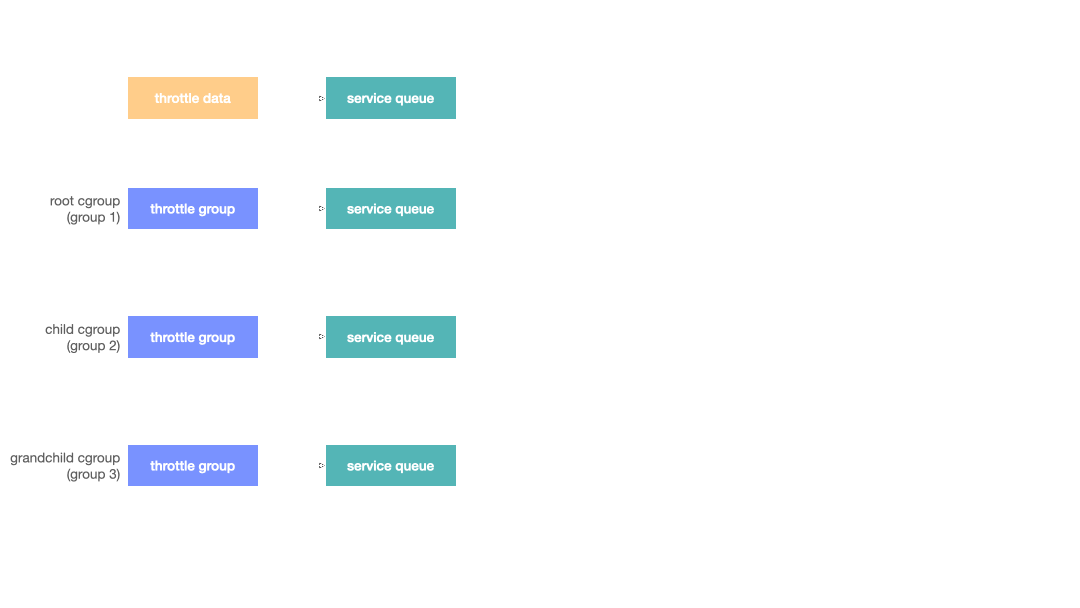 throttle data
service queue
root cgroup
(group 1)
throttle group
service queue
child cgroup
(group 2)
throttle group
service queue
grandchild cgroup
(group 3)
throttle group
service queue